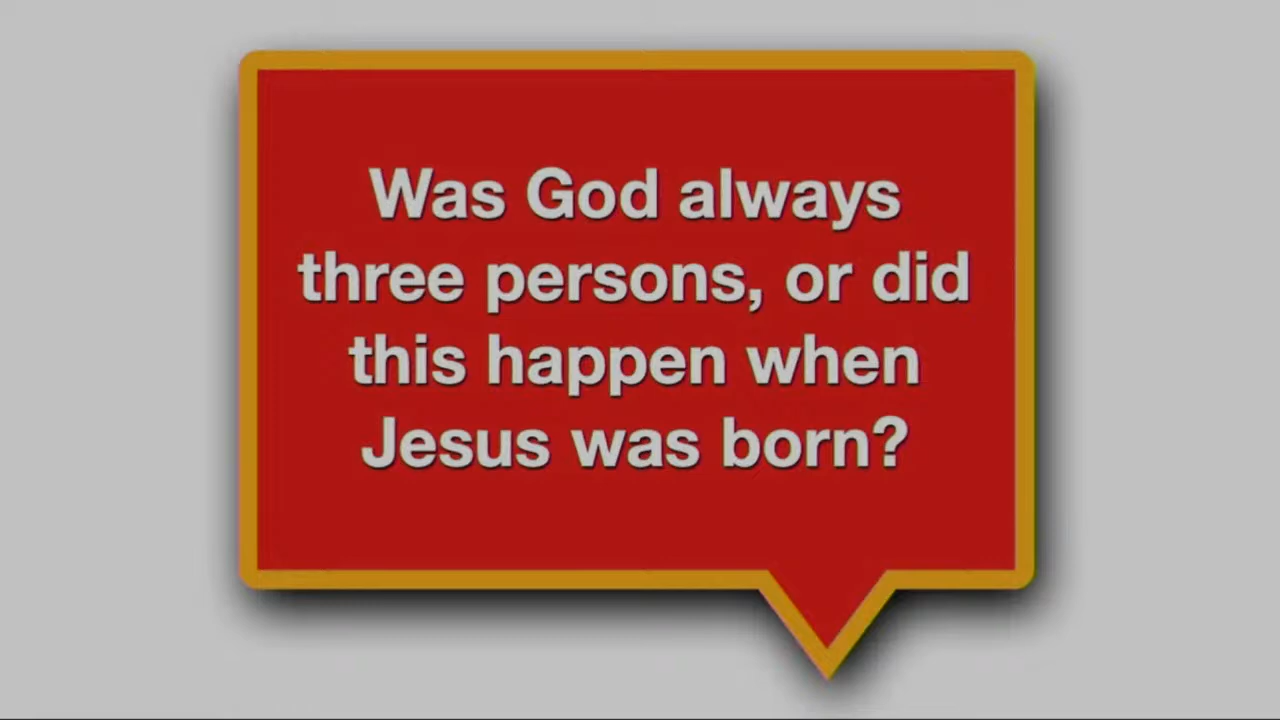 Was God always
three persons, or did
this happen when
Jesus was born?